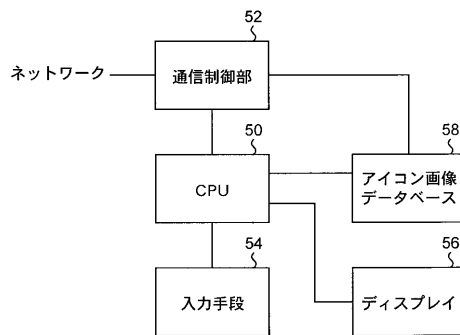 52
ネットワーク
通信制御部
50
58
CPU
アイコン画像
データベース
54
56
入力手段
ディスプレイ